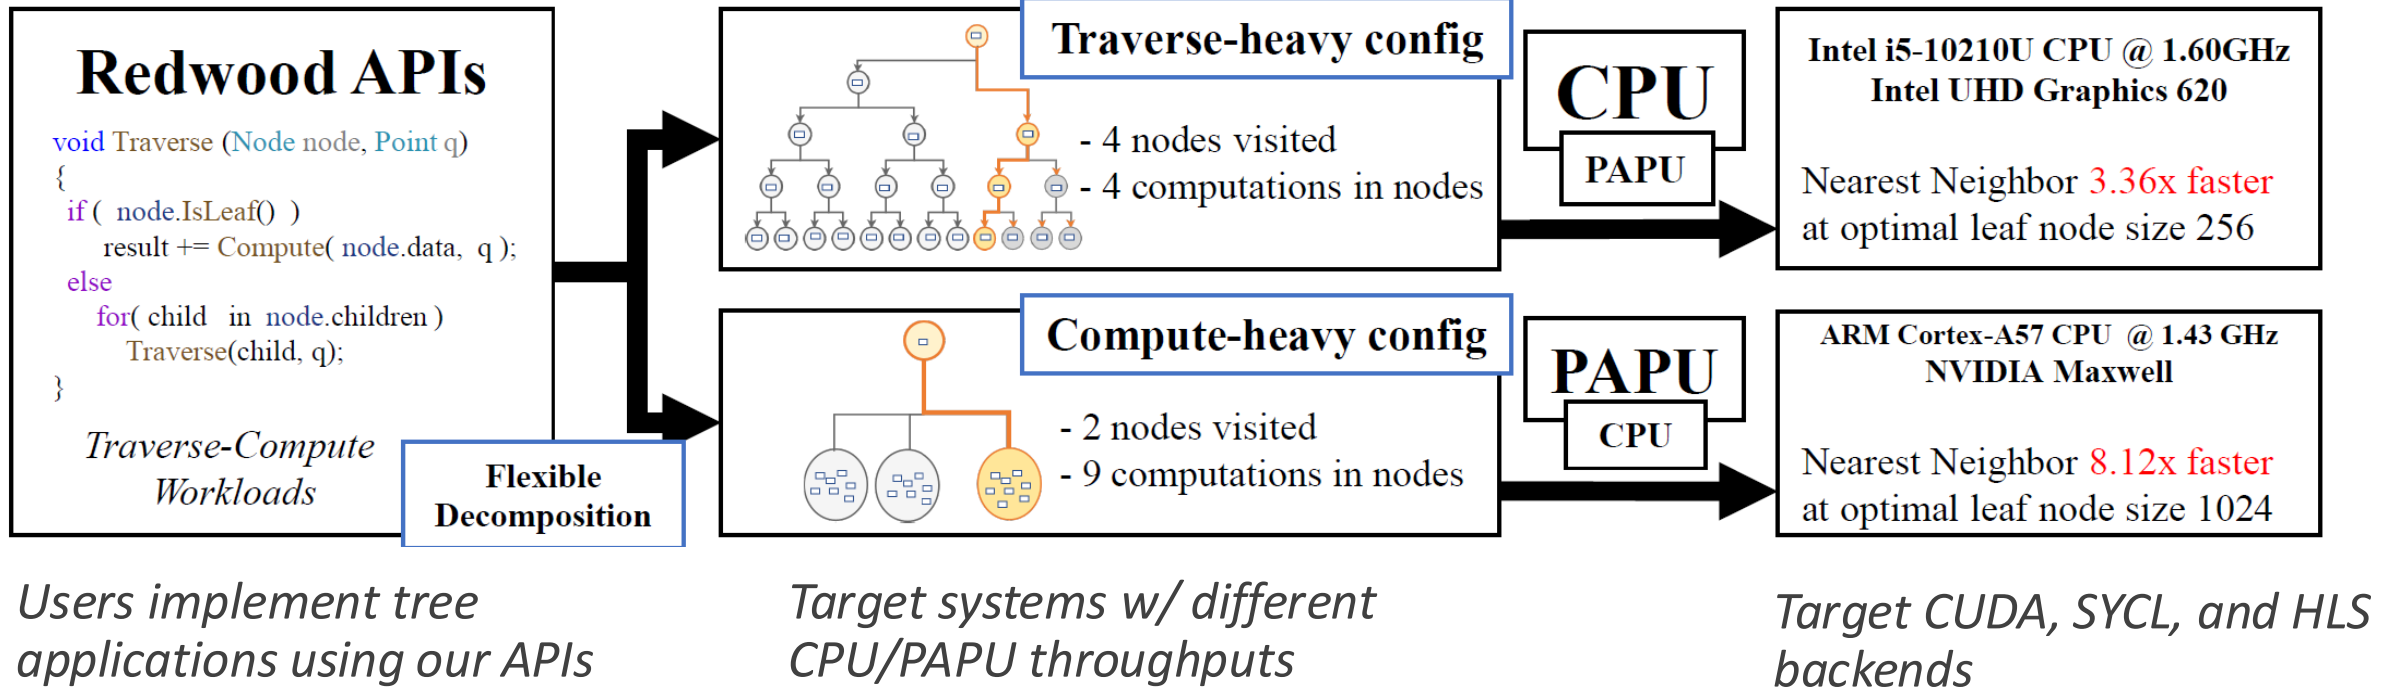 Redwood APIs
void Traverse (Node node, Point q)
{
if ( node.IsLeaf() )
result += Compute( node.data, q );
else
for( child in node.children )
Traverse(child, q);
}
Traverse-Compute
Workloads
Flexible
Decomposition
Traverse-heavy config
- 4 nodes visited
- 4 computations in nodes
CPU
PAPU
Intel i5-10210U CPU @ 1.60GHz
Intel UHD Graphics 620
Nearest Neighbor 3.36x faster
at optimal leaf node size 256
Compute-heavy config
- 2 nodes visited
- 9 computations in nodes
PAPU
CPU
ARM Cortex-A57 CPU @ 1.43 GHz
NVIDIA Maxwell
Nearest Neighbor 8.12x faster
at optimal leaf node size 1024
Users implement tree
applications using our APIs
Target systems w/ different
CPU/PAPU throughputs
Target CUDA, SYCL, and HLS
backends